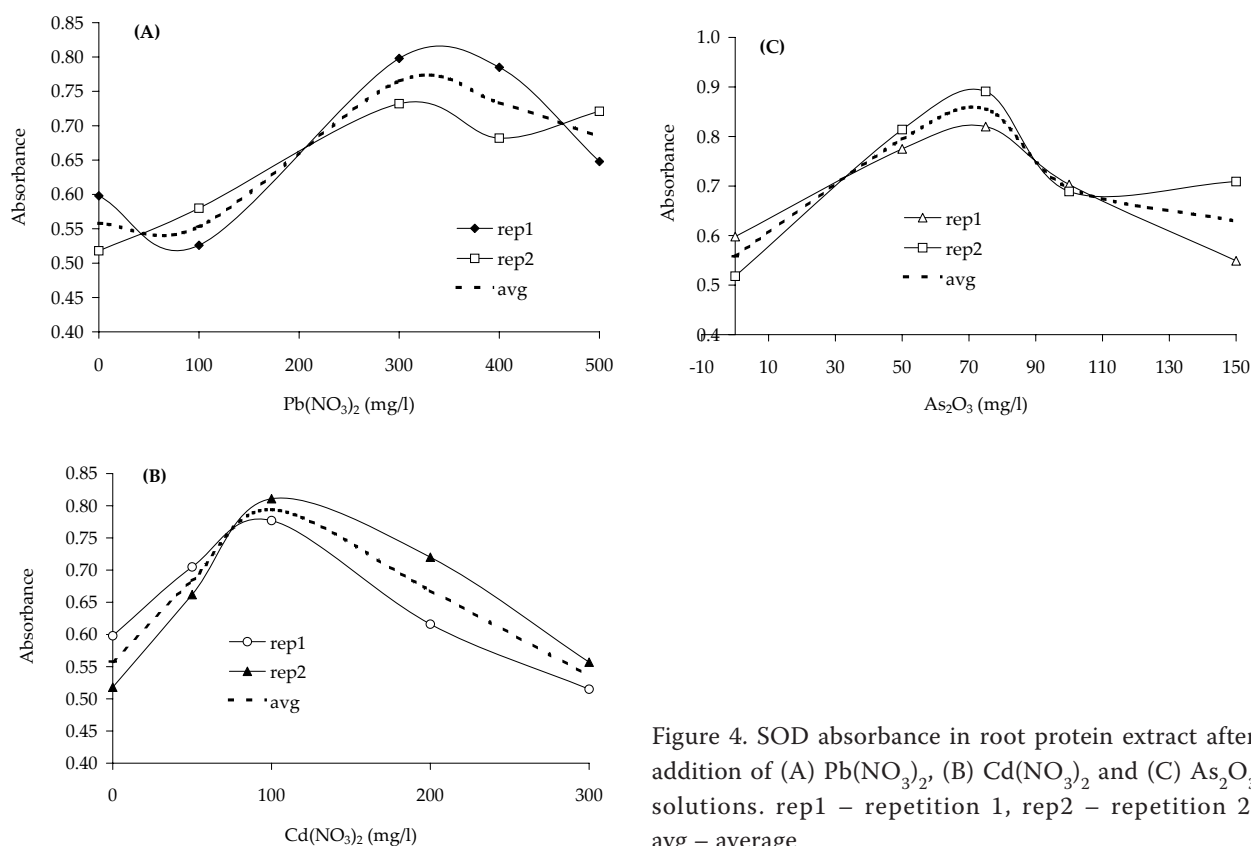 (A)
0.85
0.80
0.75
0.70
0.65
0.60
0.55
0.50
0.45
0.40
Absorbance
rep1
rep2
avg
0 100 200 300 400 500
Pb(NO₃)₂ (mg/l)
(C)
1.0
0.9
0.8
0.7
0.6
0.5
0.4
Absorbance
rep1
rep2
avg
-10 10 30 50 70 90 110 130 150
As₂O₃ (mg/l)
(B)
0.85
0.80
0.75
0.70
0.65
0.60
0.55
0.50
0.45
0.40
Absorbance
rep1
rep2
avg
0 100 200 300
Cd(NO₃)₂ (mg/l)
Figure 4. SOD absorbance in root protein extract after
addition of (A) Pb(NO₃)₂, (B) Cd(NO₃)₂ and (C) As₂O₃
solutions. rep1 – repetition 1, rep2 – repetition 2
avg – average